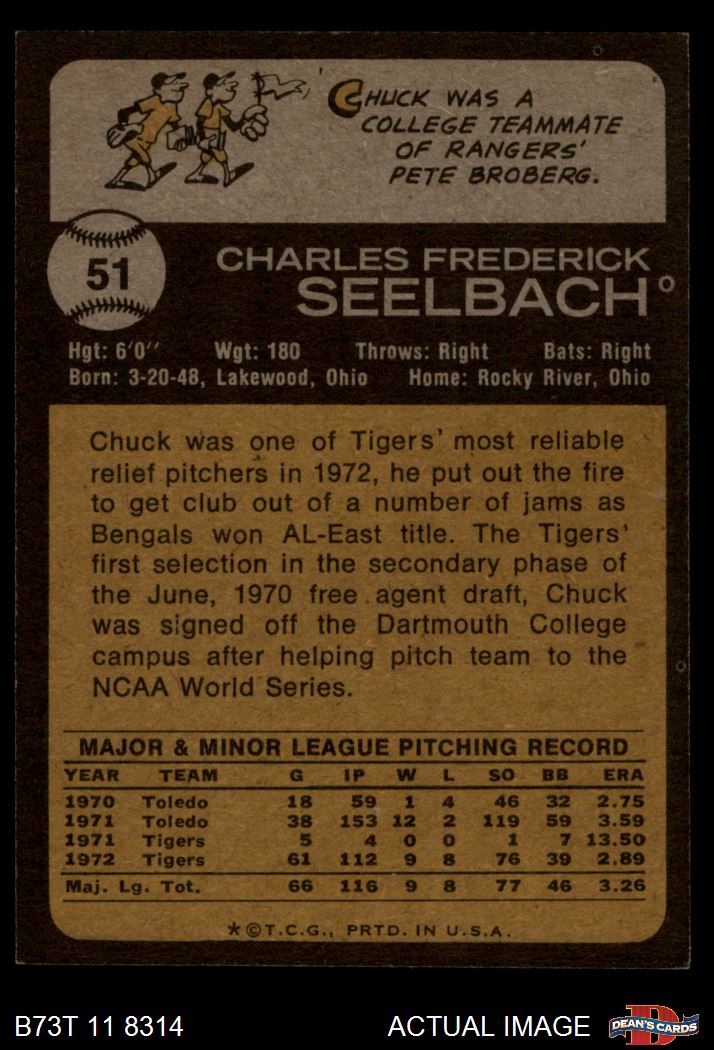 CHUCK WAS A
COLLEGE TEAMMATE
OF RANGERS'
PETE BROBERG.
51
CHARLES FREDERICK
SEELBACH
Hgt: 6'0'' Wgt: 180 Throws: Right Bats: Right
Born: 3-20-48, Lakewood, Ohio Home: Rocky River, Ohio
Chuck was one of Tigers' most reliable
relief pitchers in 1972, he put out the fire
to get club out of a number of jams as
Bengals won AL-East title. The Tigers'
first selection in the secondary phase of
the June, 1970 free agent draft, Chuck
was signed off the Dartmouth College
campus after helping pitch team to the
NCAA World Series.
MAJOR & MINOR LEAGUE PITCHING RECORD
YEAR TEAM G IP W L SO BB ERA
1970 Toledo 18 59 1 4 46 32 2.75
1971 Toledo 38 153 12 2 119 59 3.59
1971 Tigers 5 4 0 0 1 7 13.50
1972 Tigers 61 112 9 8 76 39 2.89
Maj. Lg. Tot. 66 116 9 8 77 46 3.26
*©T.C.G., PRTD. IN U.S.A.
B73T 11 8314 ACTUAL IMAGE
D
DEAN'S CARDS